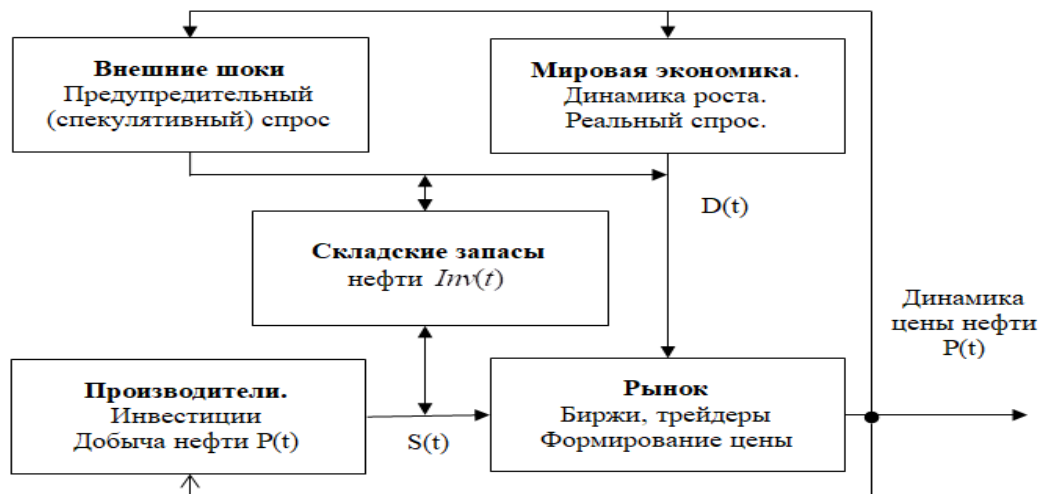 Внешние шоки
Предупредительный
(спекулятивный) спрос
Мировая экономика.
Динамика роста.
Реальный спрос.
D(t)
Складские запасы
нефти Inv(t)
Динамика
цены нефти
P(t)
Производители.
Инвестиции
Добыча нефти P(t)
S(t)
Рынок
Биржи, трейдеры
Формирование цены